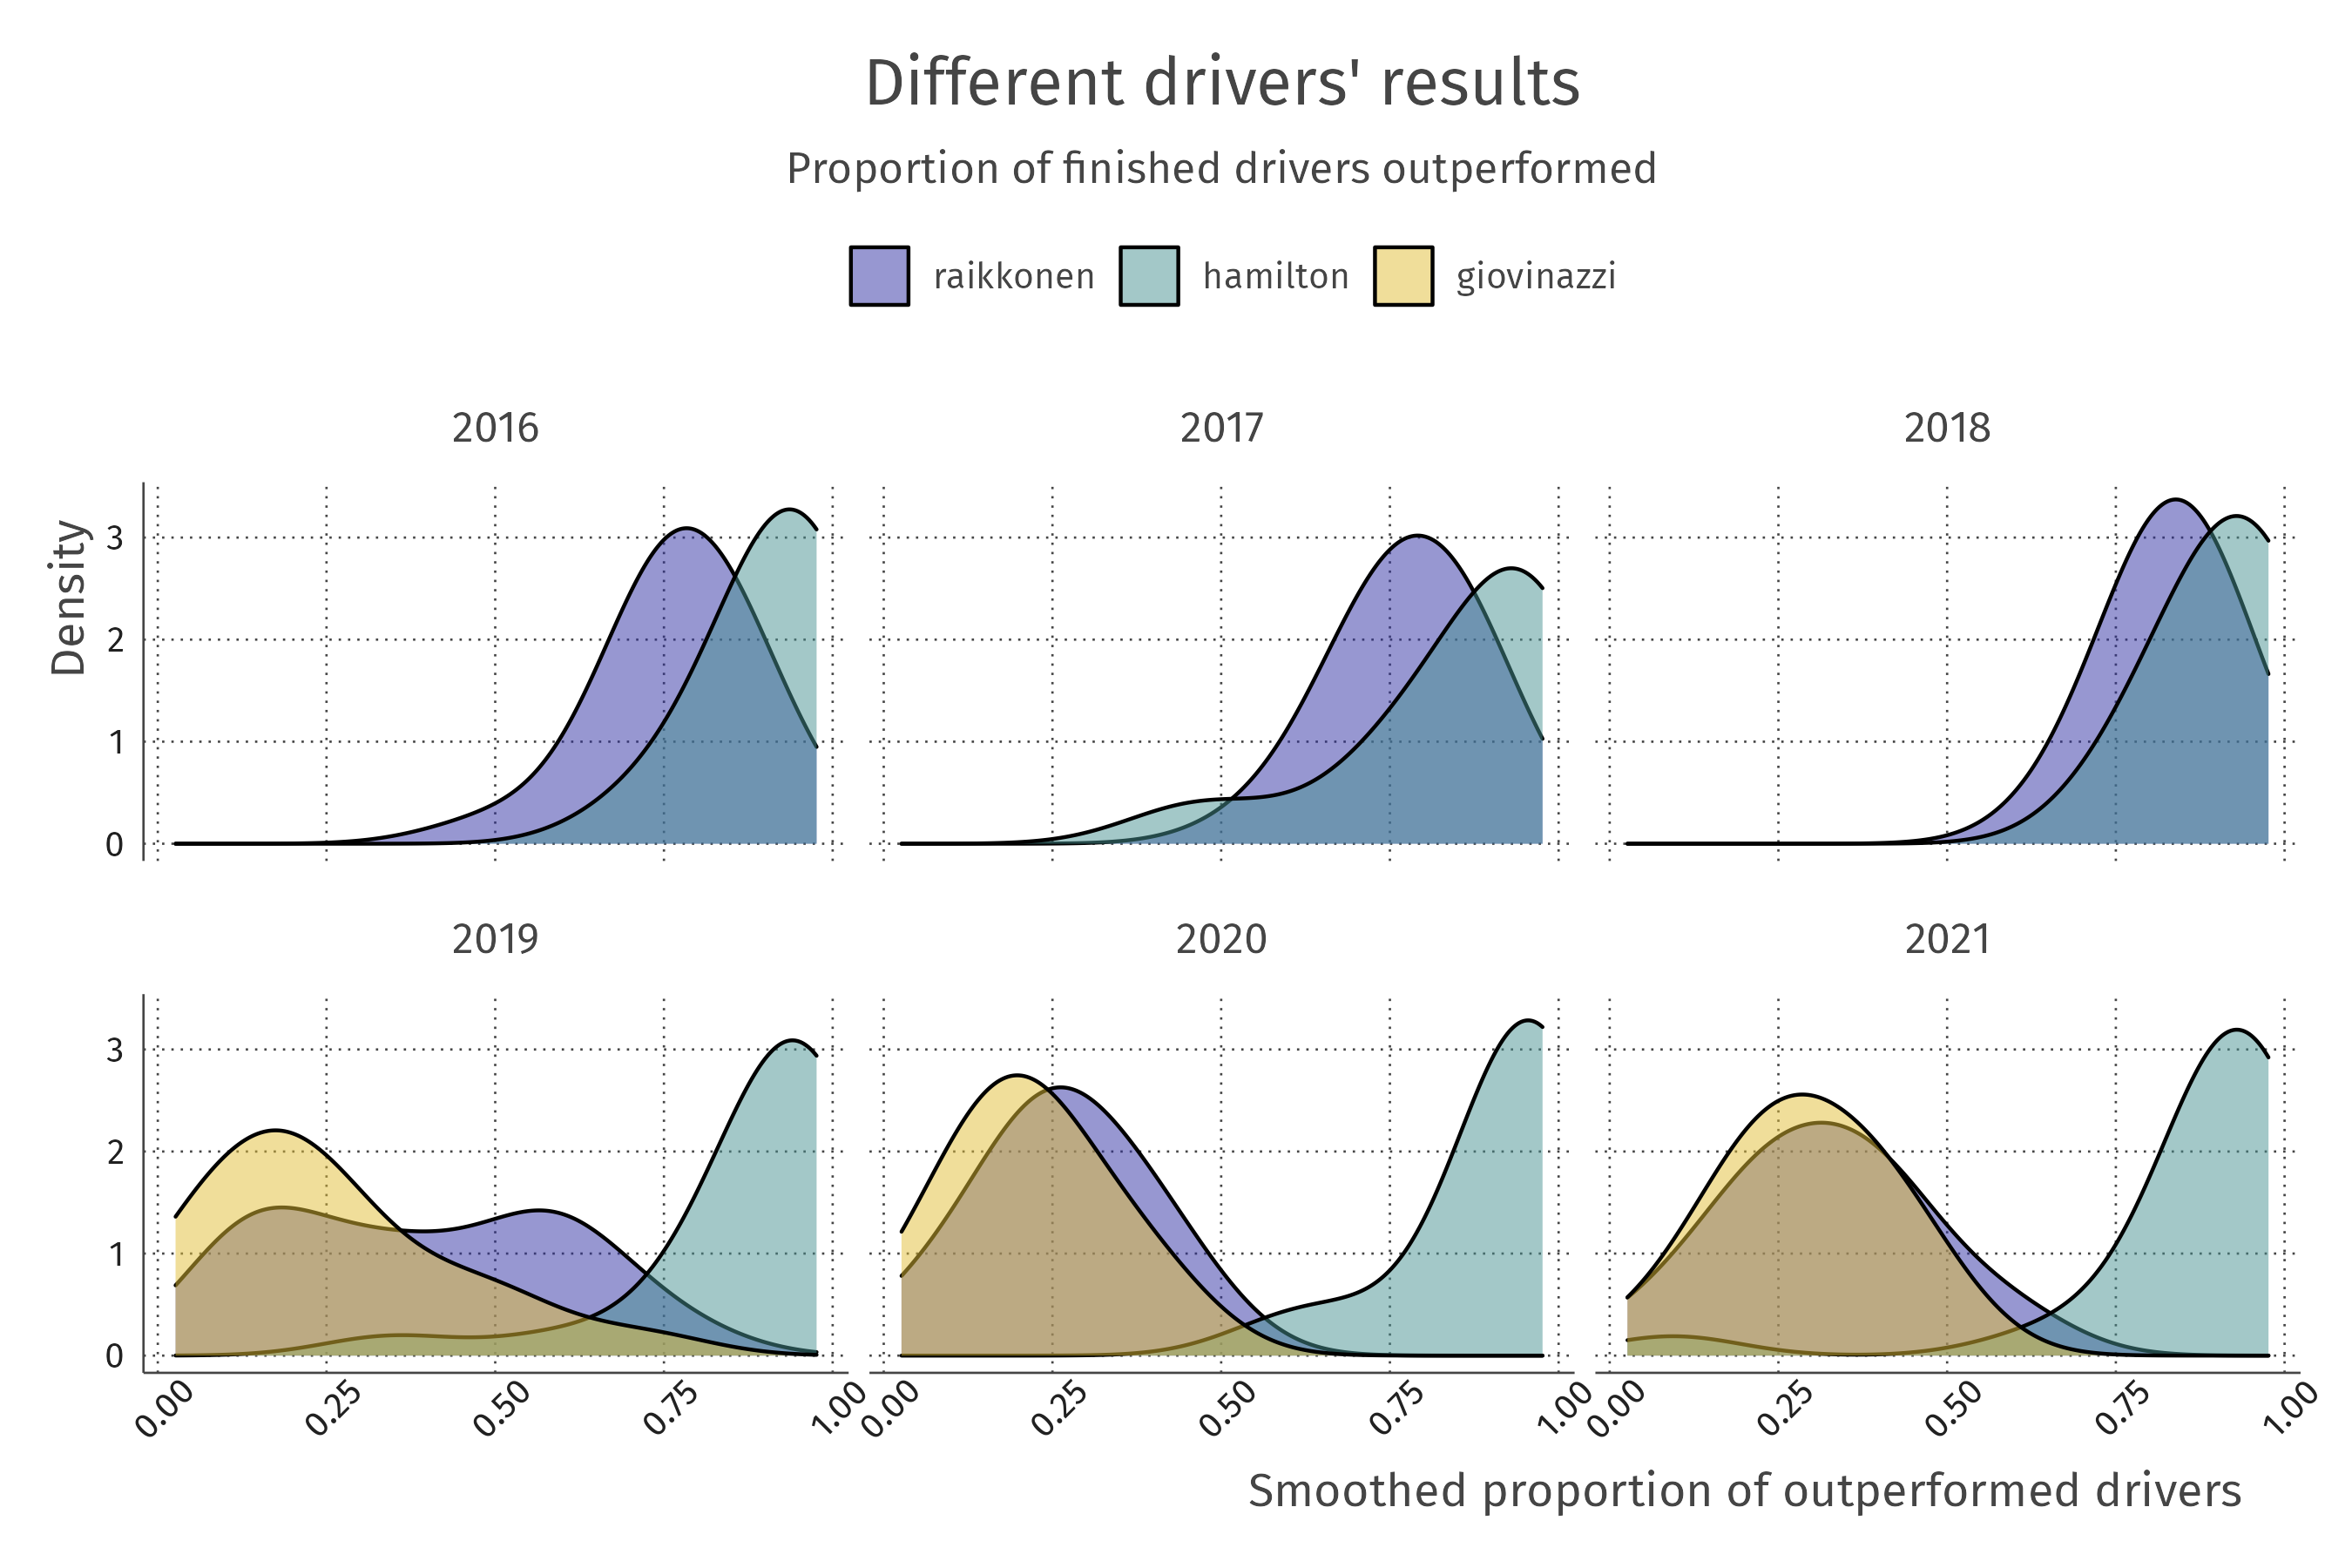 Different drivers' results
Proportion of finished drivers outperformed
raikkonen hamilton giovinazzi
2016 2017 2018
Density
3
2
1
0
2019 2020 2021
3
2
1
0
0.00 0.25 0.50 0.75 1.00 0.00 0.25 0.50 0.75 1.00 0.00 0.25 0.50 0.75 1.00
Smoothed proportion of outperformed drivers